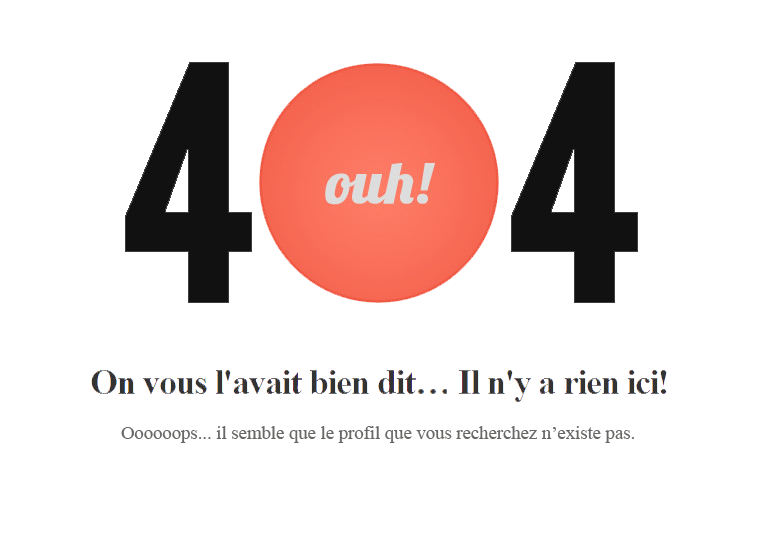 4 ouh! 4
On vous l'avait bien dit… Il n'y a rien ici!
Oooooops... il semble que le profil que vous recherchez n’existe pas.